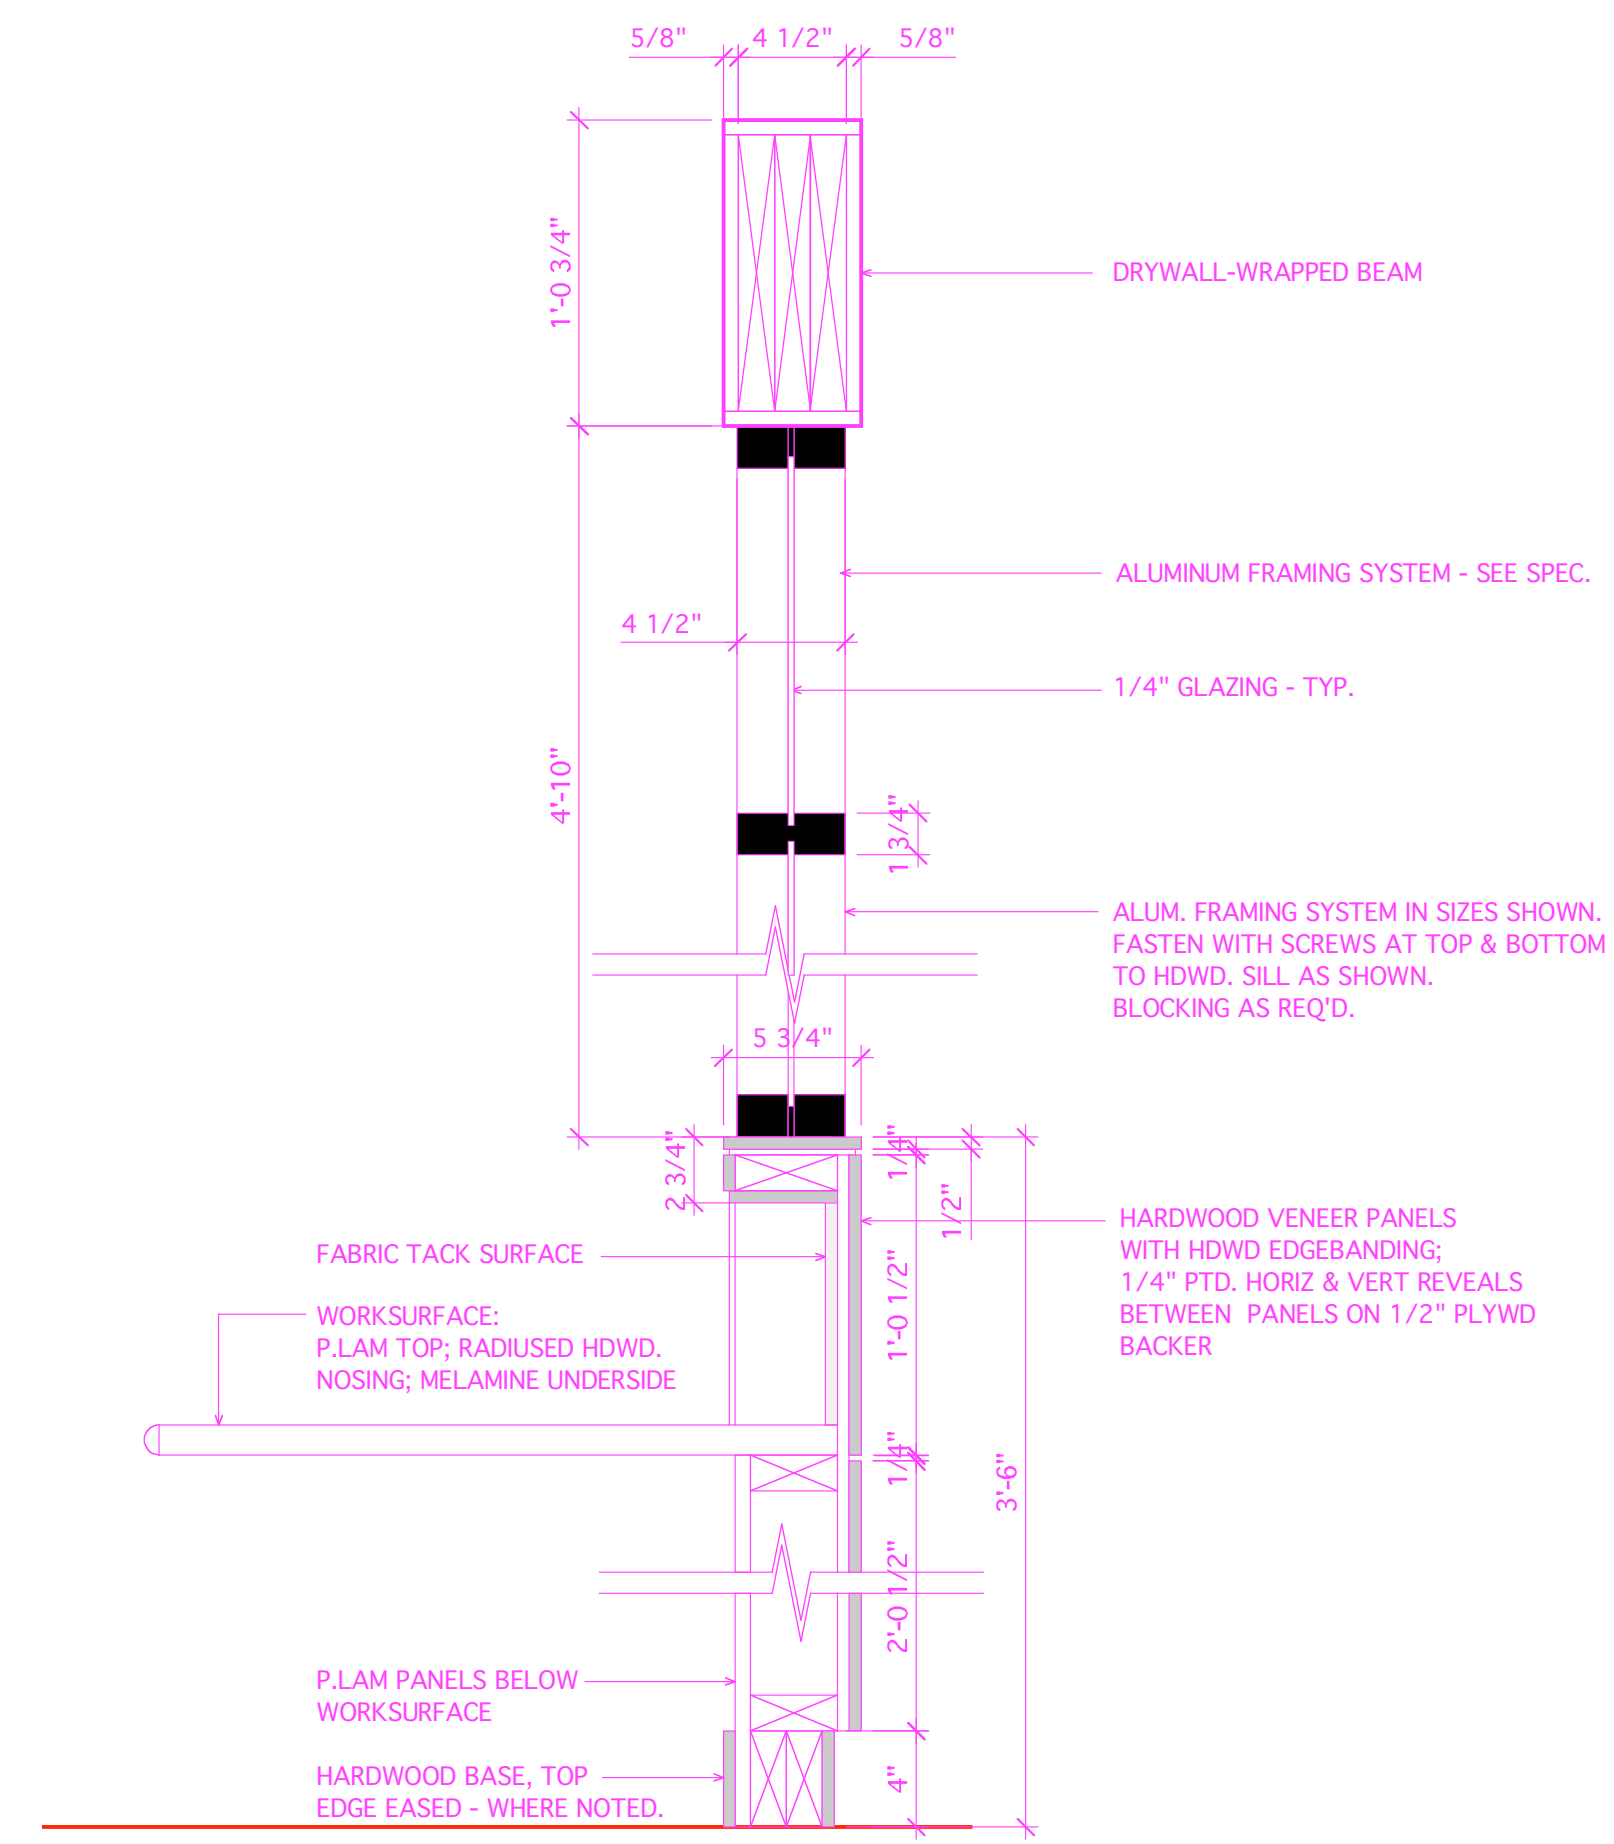 5/8" 4 1/2" 5/8"
1'-0 3/4"
DRYWALL-WRAPPED BEAM
ALUMINUM FRAMING SYSTEM - SEE SPEC.
4 1/2"
1/4" GLAZING - TYP.
4'-10"
1 3/4"
ALUM. FRAMING SYSTEM IN SIZES SHOWN.
FASTEN WITH SCREWS AT TOP & BOTTOM
TO HDWD. SILL AS SHOWN.
BLOCKING AS REQ'D.
5 3/4"
2 3/4"
1/4"
1/2"
HARDWOOD VENEER PANELS
WITH HDWD EDGEBANDING;
1/4" PTD. HORIZ & VERT REVEALS
BETWEEN PANELS ON 1/2" PLYWD
BACKER
FABRIC TACK SURFACE
WORKSURFACE:
P.LAM TOP; RADIUSED HDWD.
NOSING; MELAMINE UNDERSIDE
1'-0 1/2"
1/4"
3'-6"
2'-0 1/2"
P.LAM PANELS BELOW
WORKSURFACE
HARDWOOD BASE, TOP
EDGE EASED - WHERE NOTED.
4"